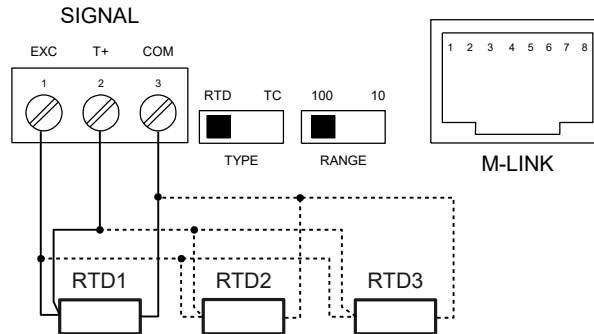 SIGNAL
EXC T+ COM
1 2 3
RTD TC
TYPE
100 10
RANGE
1 2 3 4 5 6 7 8
M-LINK
RTD1 RTD2 RTD3